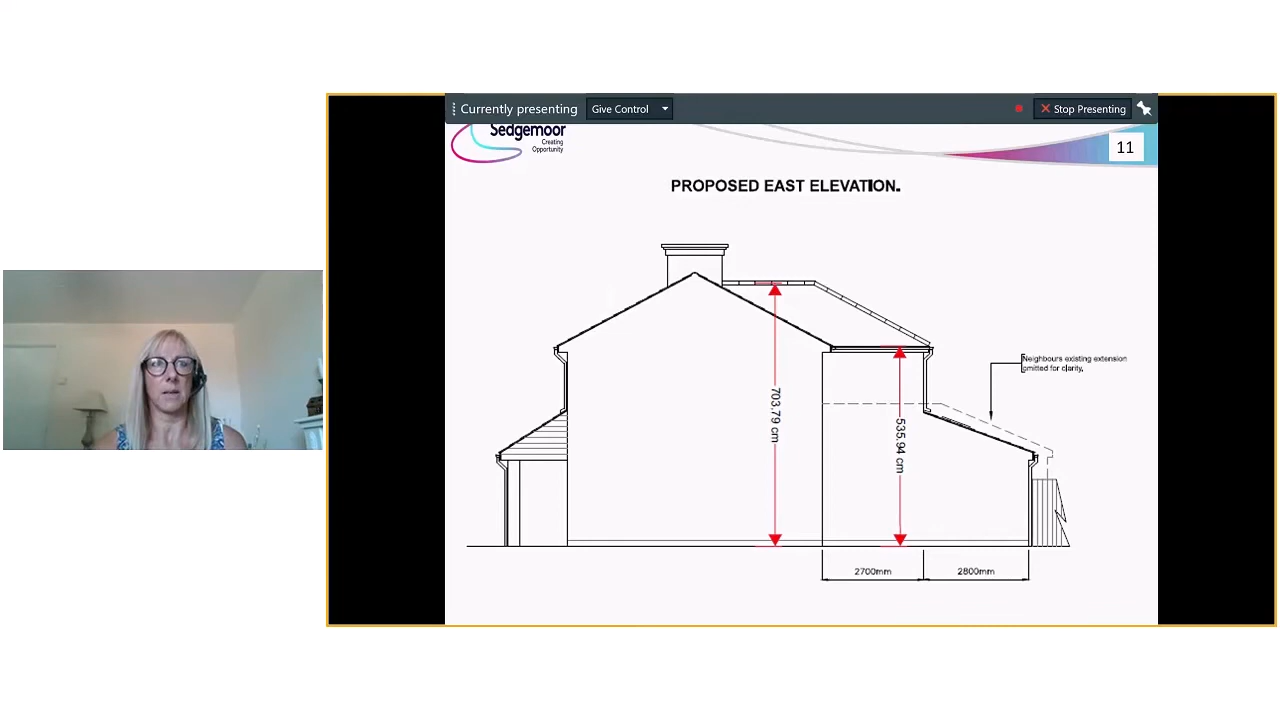 Currently presenting
Give Control
Stop Presenting
Sedgemoor
Creating
Opportunity
11
PROPOSED EAST ELEVATION.
Neighbours existing extension
omitted for clarity,
703.79 cm
535.94 cm
2700mm
2800mm